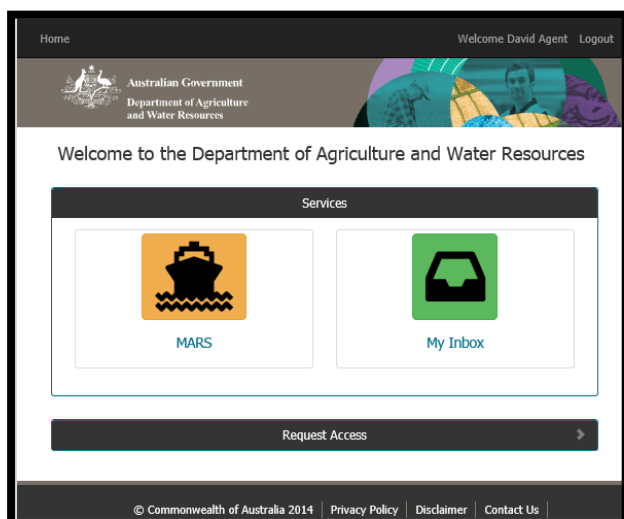 Home Welcome David Agent Logout
Australian Government
Department of Agriculture
and Water Resources
Welcome to the Department of Agriculture and Water Resources
Services
MARS My Inbox
Request Access
© Commonwealth of Australia 2014 Privacy Policy Disclaimer Contact Us